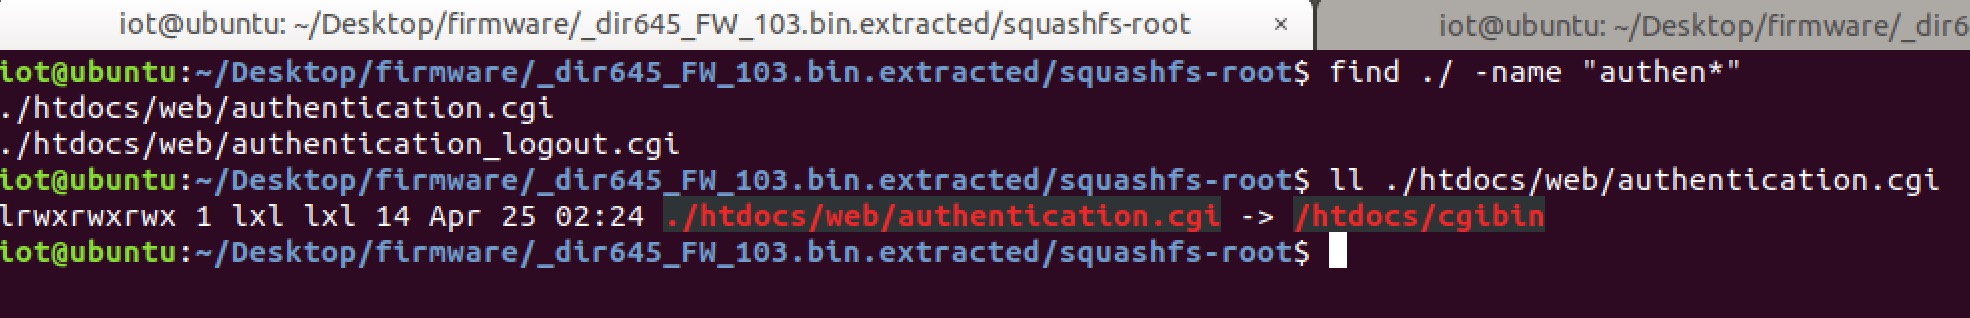 iot@ubuntu: ~/Desktop/firmware/_dir645_FW_103.bin.extracted/squashfs-root × iot@ubuntu: ~/Desktop/firmware/_dir6
iot@ubuntu:~/Desktop/firmware/_dir645_FW_103.bin.extracted/squashfs-root$ find ./ -name "authen*"
./htdocs/web/authentication.cgi
./htdocs/web/authentication_logout.cgi
iot@ubuntu:~/Desktop/firmware/_dir645_FW_103.bin.extracted/squashfs-root$ ll ./htdocs/web/authentication.cgi
lrwxrwxrwx 1 lxl lxl 14 Apr 25 02:24 ./htdocs/web/authentication.cgi -> /htdocs/cgibin
iot@ubuntu:~/Desktop/firmware/_dir645_FW_103.bin.extracted/squashfs-root$